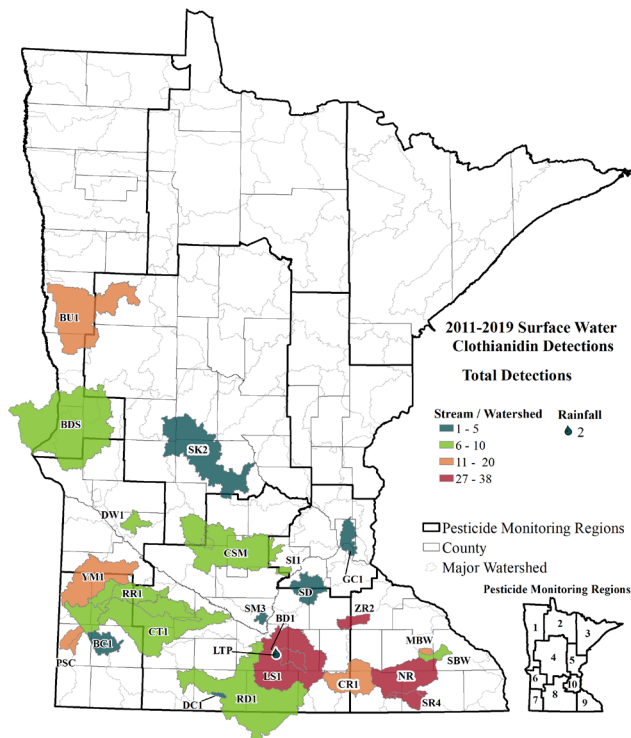 BU1
2011-2019 Surface Water
Clothianidin Detections
Total Detections
Stream / Watershed
Rainfall
1 - 5
2
6 - 10
11 - 20
27 - 38
BDS
SK2
DW1
CSM
SI1
GC1
Pesticide Monitoring Regions
County
Major Watershed
YM1
RR1
SD
SM3
BD1
ZR2
CT1
BC1
PSC
LTP
LS1
MBW
SBW
CR1
NR
SR4
DC1
RD1
Pesticide Monitoring Regions
1
2
3
4
5
6
10
7
8
9